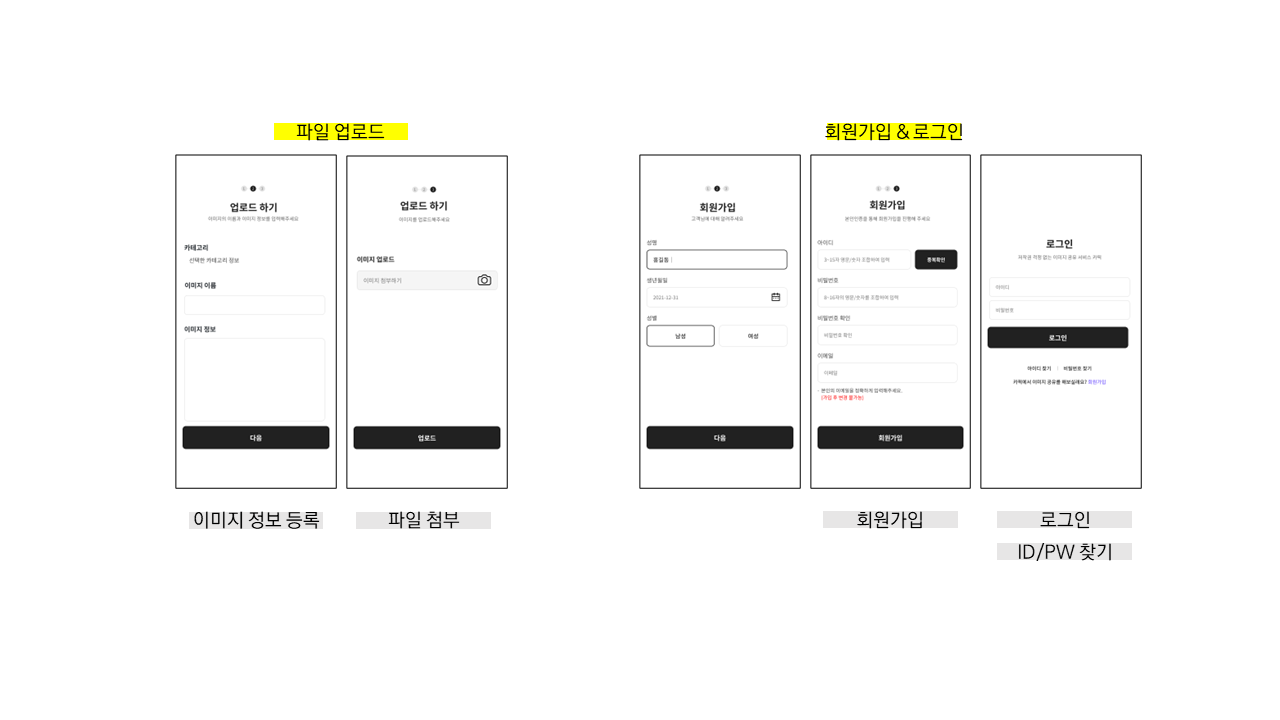 파일 업로드
업로드 하기
이미지의 이름과 이미지 정보를 입력해주세요
카테고리
선택한 카테고리 정보
이미지 이름
이미지 정보
다음
이미지 정보 등록
업로드 하기
이미지를 업로드해주세요
이미지 업로드
이미지 첨부하기
업로드
파일 첨부
회원가입 & 로그인
회원가입
고객님에 대해 알려주세요
성명
홍길동
생년월일
2021-12-31
성별
남성 여성
다음
회원가입
본인인증을 통해 회원가입을 진행해 주세요
아이디
3~15자 영문/숫자 조합하여 입력 중복확인
비밀번호
8~16자의 영문/숫자를 조합하여 입력
비밀번호 확인
비밀번호 확인
이메일
이메일
- 본인의 이메일을 정확하게 입력해주세요.
(가입 후 변경 불가능)
회원가입
회원가입
로그인
저작권 걱정 없는 이미지 공유 서비스 카피
아이디
비밀번호
로그인
아이디 찾기 | 비밀번호 찾기
이미지 공유를 해보실래요? 회원가입
로그인
ID/PW 찾기